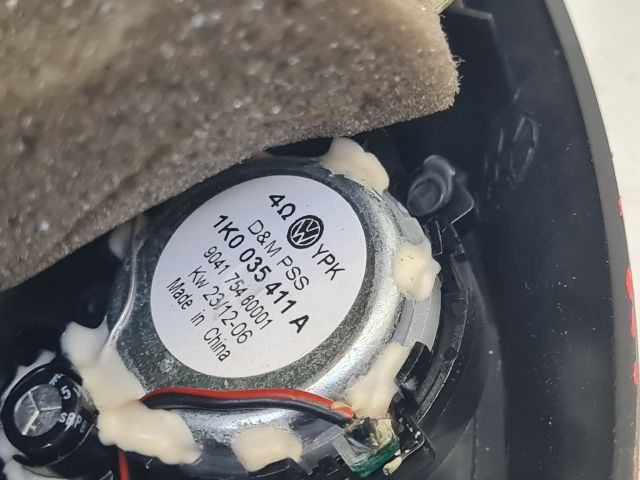 4Ω YPK
D&M PSS
1K0 035 411 A
9041 754 60001
Kw 23/12-06
Made in China